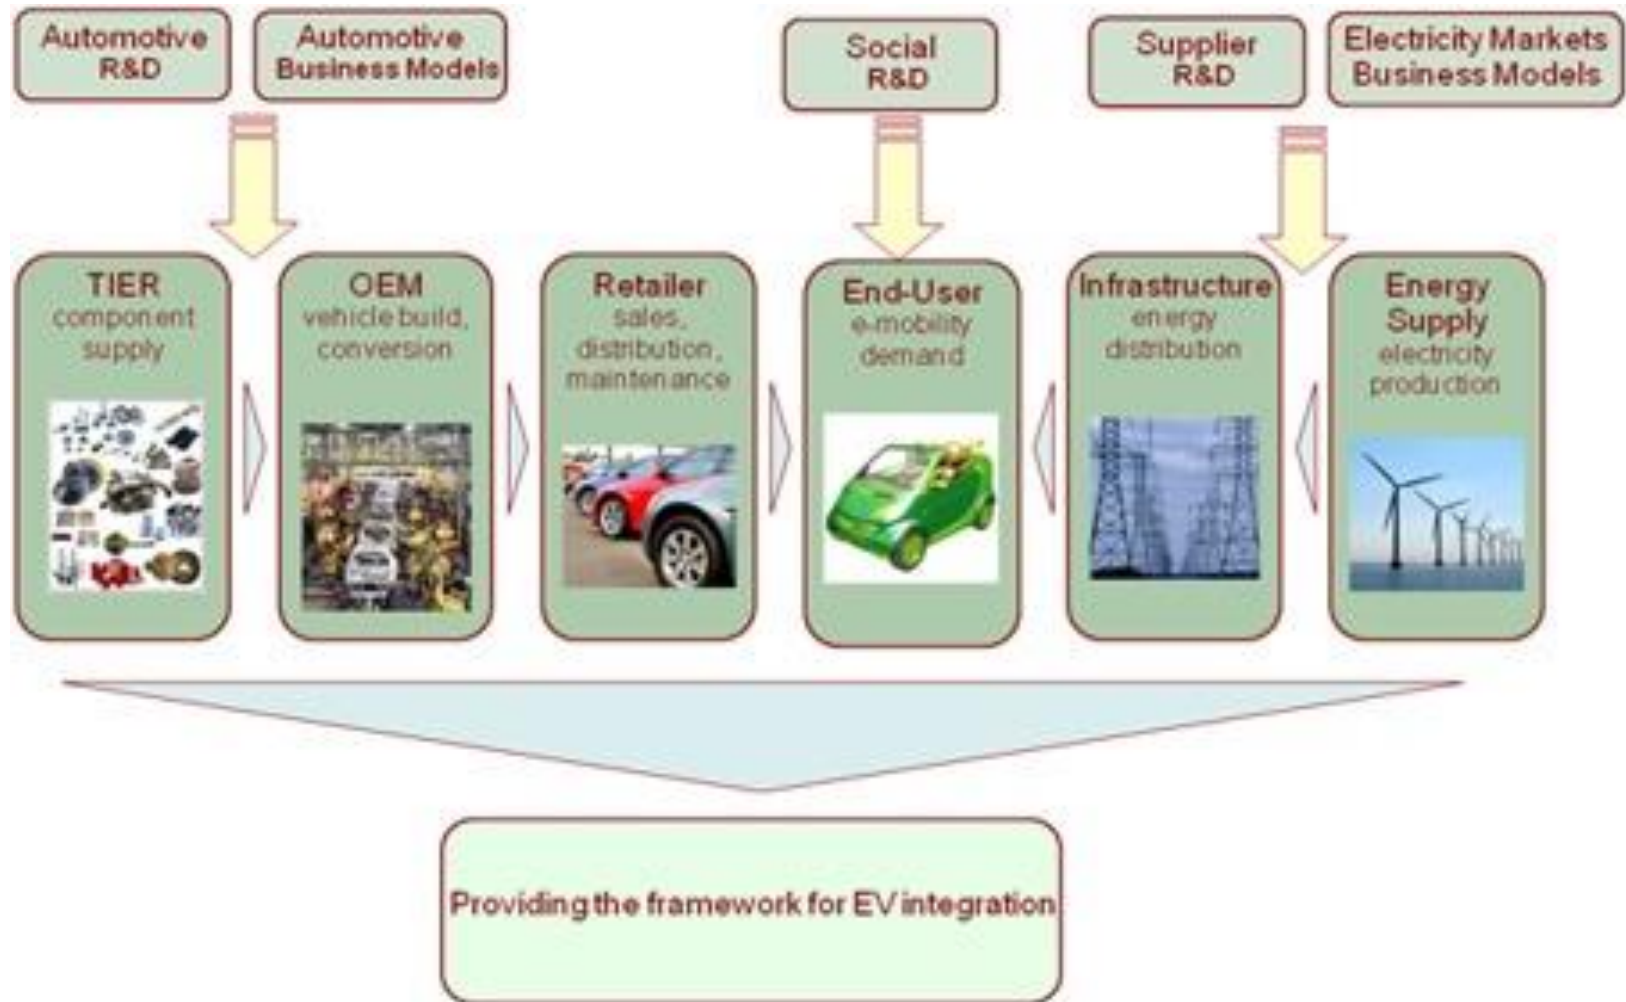 Automotive
R&D
Automotive
Business Models
Social
R&D
Supplier
R&D
Electricity Markets
Business Models
TIER
component
supply
OEM
vehicle build,
conversion
Retailer
sales,
distribution,
maintenance
End-User
e-mobility
demand
Infrastructure
energy
distribution
Energy
Supply
electricity
production
Providing the framework for EV integration